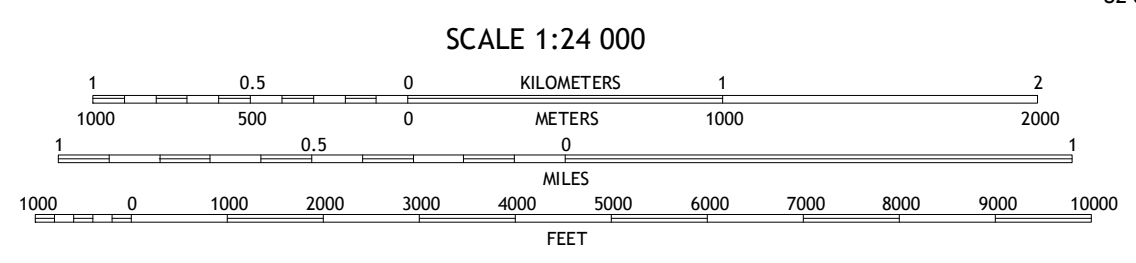 SCALE 1:24 000
1 0.5 0 KILOMETERS 1 2
1000 500 0 METERS 1000 2000
1 0.5 0 1
MILES
1000 0 1000 2000 3000 4000 5000 6000 7000 8000 9000 10000
FEET